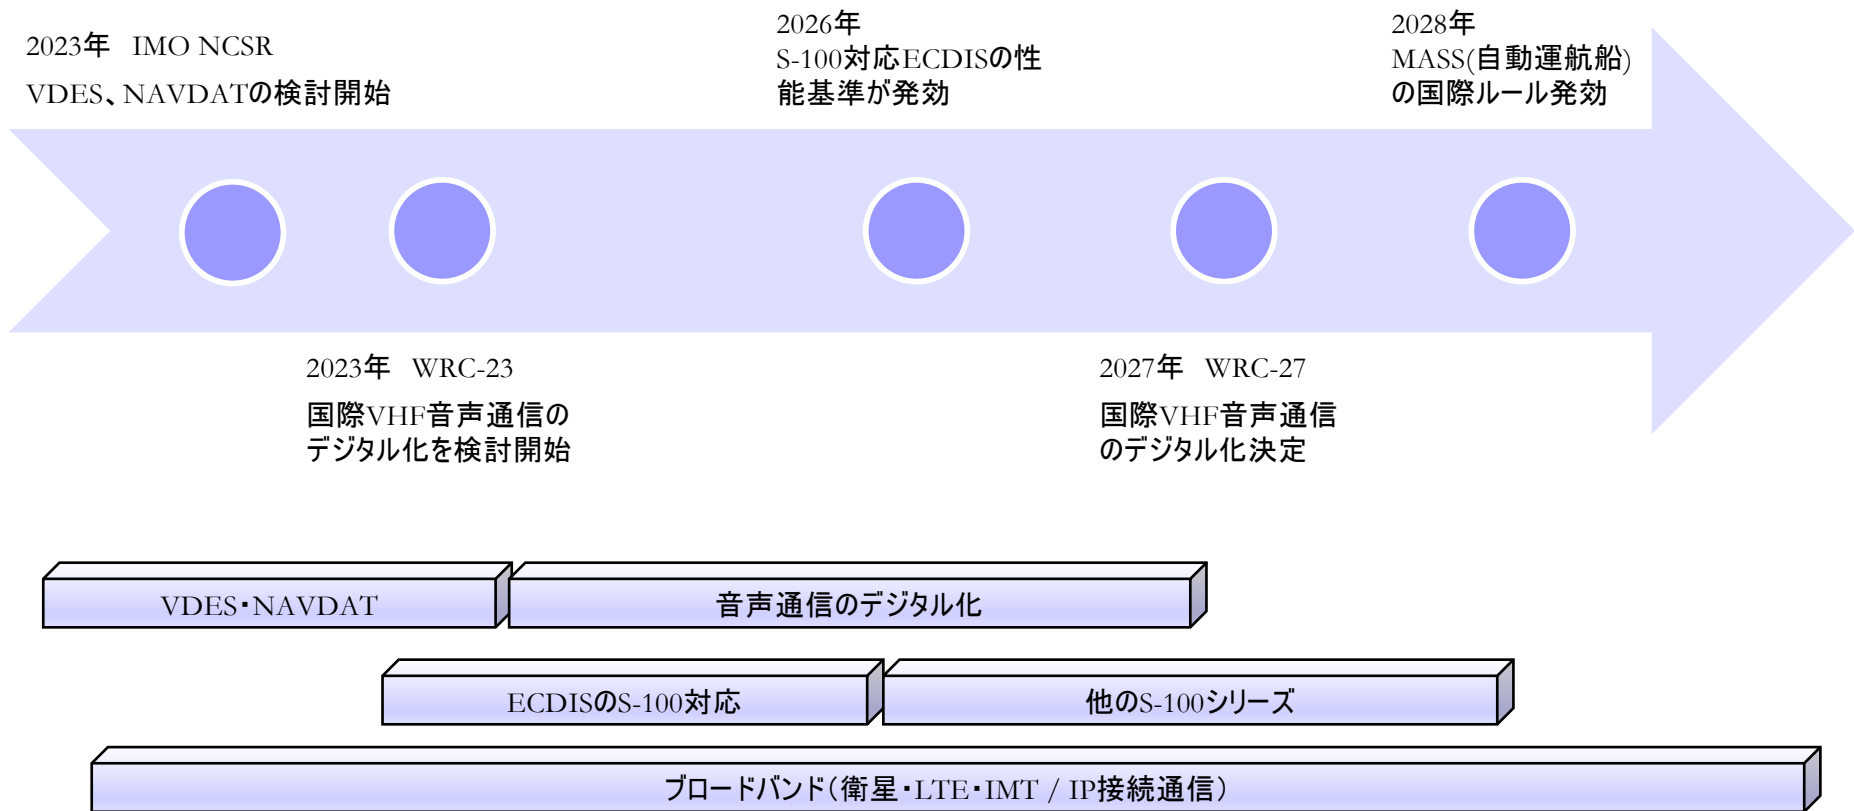 2023年 IMO NCSR
VDES、NAVDATの検討開始
2026年
S-100対応ECDISの性
能基準が発効
2028年
MASS(自動運航船)
の国際ルール発効
2023年 WRC-23
国際VHF音声通信の
デジタル化を検討開始
2027年 WRC-27
国際VHF音声通信
のデジタル化決定
VDES・NAVDAT
音声通信のデジタル化
ECDISのS-100対応
他のS-100シリーズ
ブロードバンド(衛星・LTE・IMT / IP接続通信)